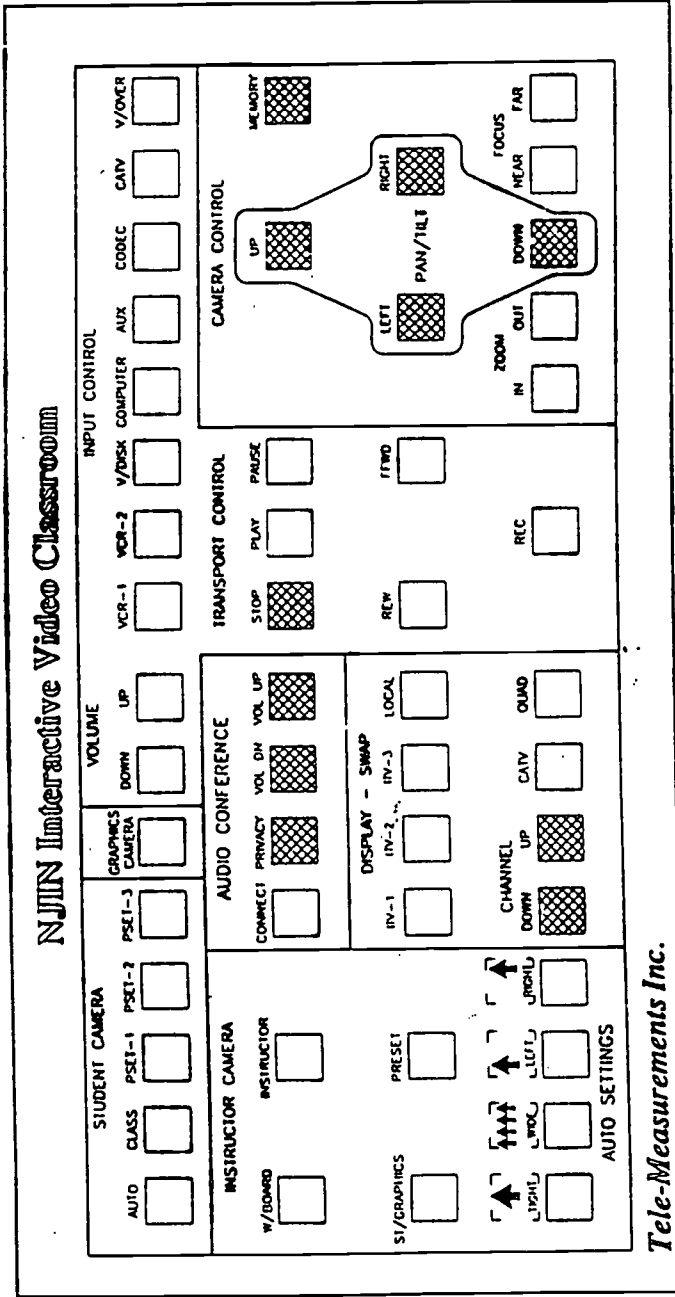 NJIN Interactive Video Classroom
STUDENT CAMERA
AUTO CLASS PSET-1 PSET-2 PSET-3
GRAPHICS
CAMERA
VOLUME
DOWN UP
INPUT CONTROL
VCR-1 VCR-2 V/DISK COMPUTER AUX CODEC CATV V/OVER
INSTRUCTOR CAMERA
W/BOARD INSTRUCTOR
ST/GRAPHICS PRESET
TIGHT WIDE LEFT RIGHT
AUTO SETTINGS
AUDIO CONFERENCE
CONNECT PRIVACY VOL DN VOL UP
DISPLAY - SWAP
ITV-1 ITV-2 ITV-3 LOCAL
CHANNEL
DOWN UP CATV QUAD
TRANSPORT CONTROL
STOP PLAY PAUSE
REW FFWD
REC
CAMERA CONTROL
MEMORY
UP
LEFT RIGHT
PAN/TILT
DOWN
ZOOM
IN OUT
FOCUS
NEAR FAR
Tele-Measurements Inc.